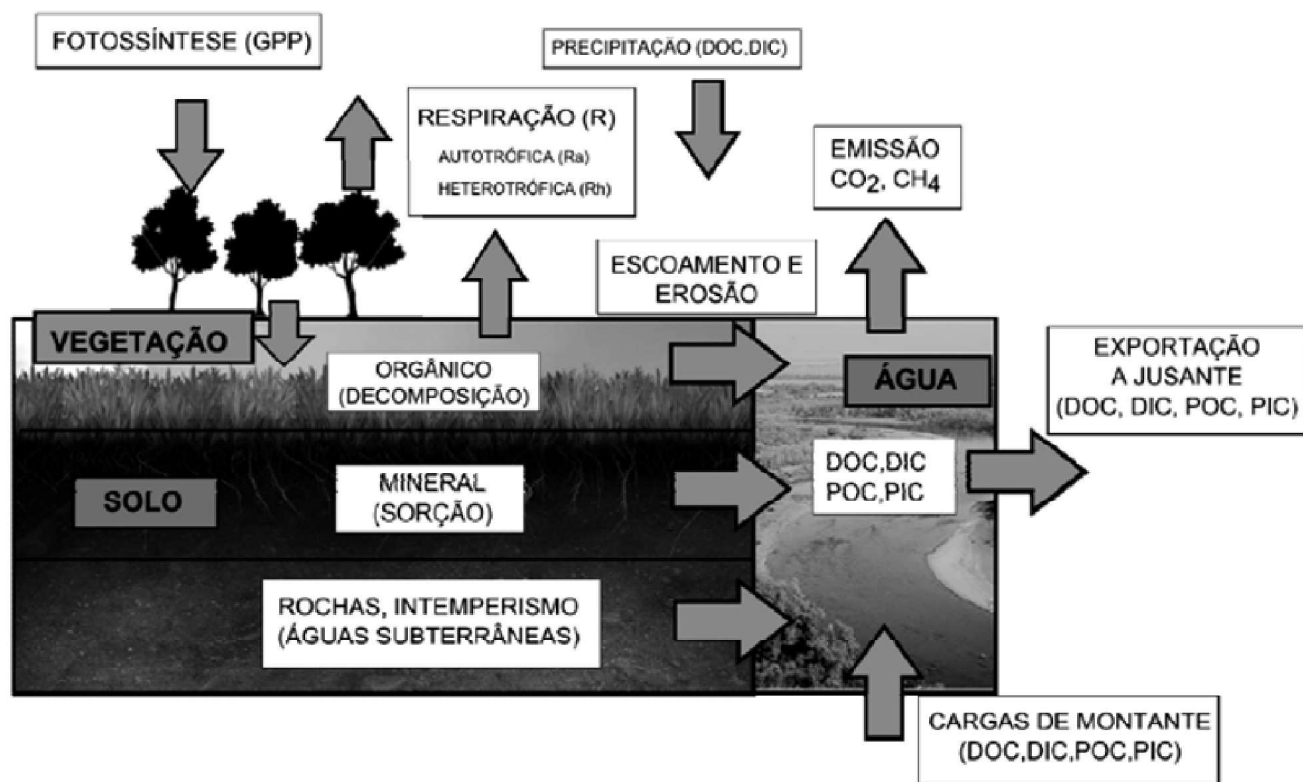 FOTOSSÍNTESE (GPP)
PRECIPITAÇÃO (DOC,DIC)
RESPIRAÇÃO (R)
AUTOTRÓFICA (Ra)
HETEROTRÓFICA (Rh)
EMISSÃO
CO2, CH4
ESCOAMENTO E
EROSÃO
VEGETAÇÃO
ORGÂNICO
(DECOMPOSIÇÃO)
ÁGUA
EXPORTAÇÃO
A JUSANTE
(DOC, DIC, POC, PIC)
SOLO
MINERAL
(SORÇÃO)
DOC,DIC
POC,PIC
ROCHAS, INTEMPERISMO
(ÁGUAS SUBTERRÂNEAS)
CARGAS DE MONTANTE
(DOC,DIC,POC,PIC)